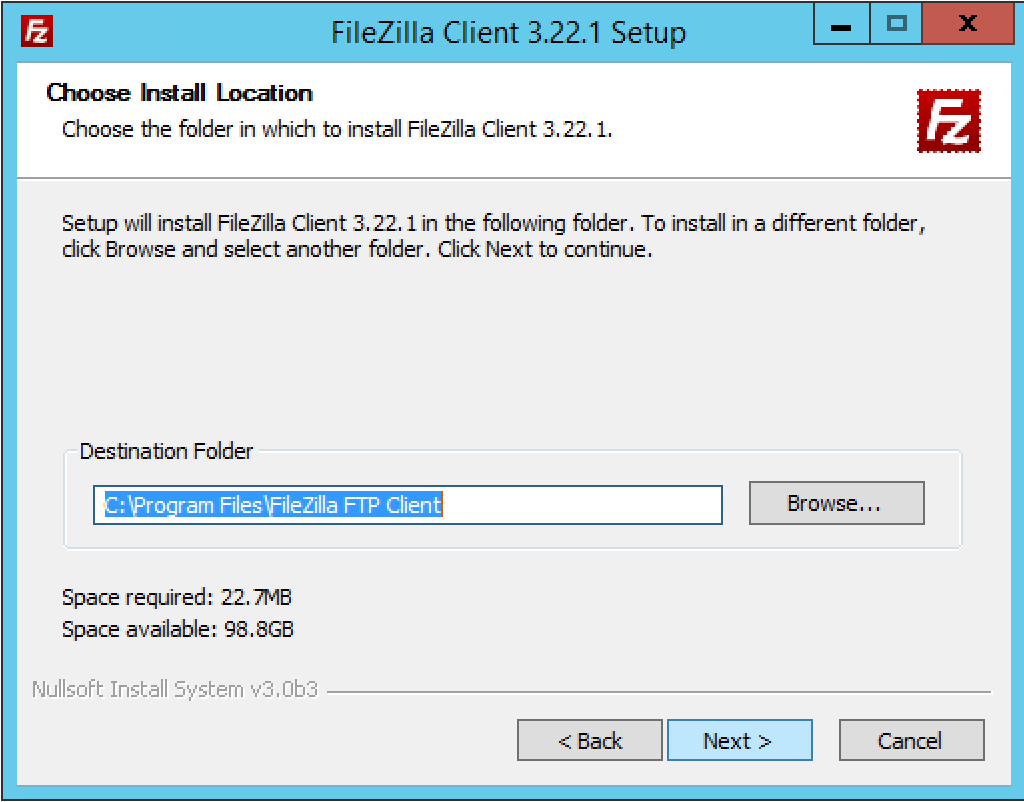 FileZilla Client 3.22.1 Setup
Choose Install Location
Choose the folder in which to install FileZilla Client 3.22.1.
Setup will install FileZilla Client 3.22.1 in the following folder. To install in a different folder,
click Browse and select another folder. Click Next to continue.
Destination Folder
C:\Program Files\FileZilla FTP Client
Browse...
Space required: 22.7MB
Space available: 98.8GB
Nullsoft Install System v3.0b3
< Back
Next >
Cancel